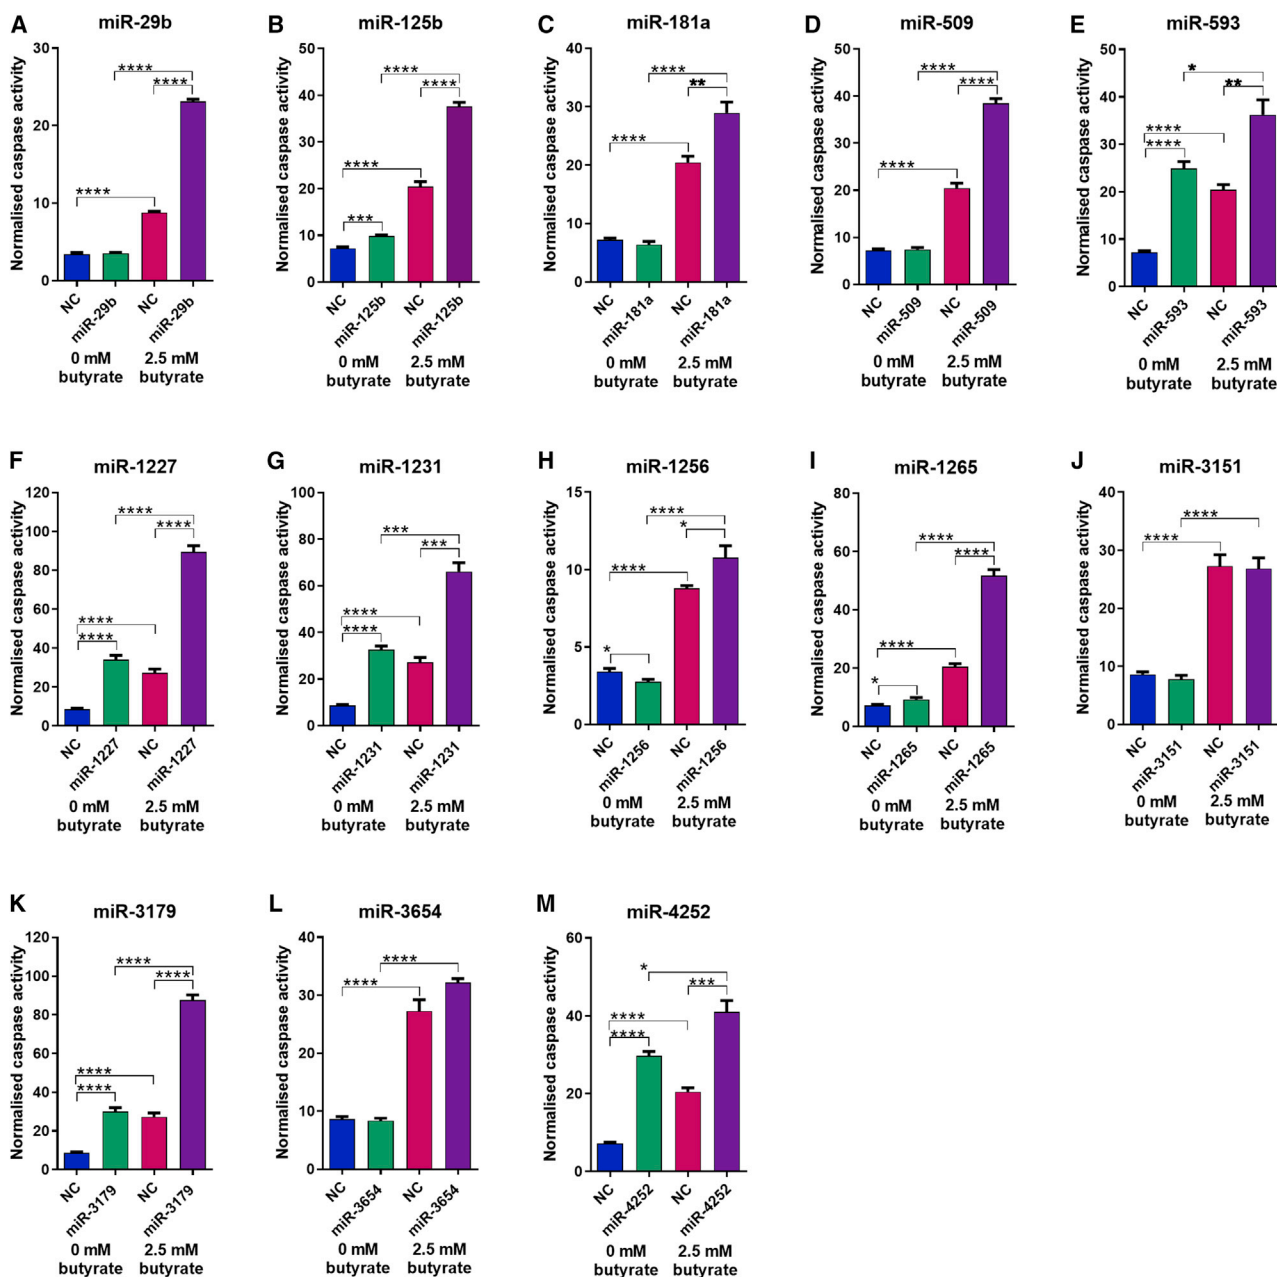 A
miR-29b
Normalised caspase activity
30
20
10
0
****
****
****
NC
miR-29b
NC
miR-29b
0 mM
butyrate
2.5 mM
butyrate
B
miR-125b
Normalised caspase activity
50
40
30
20
10
0
****
****
****
***
NC
miR-125b
NC
miR-125b
0 mM
butyrate
2.5 mM
butyrate
C
miR-181a
Normalised caspase activity
40
30
20
10
0
****
**
****
NC
miR-181a
NC
miR-181a
0 mM
butyrate
2.5 mM
butyrate
D
miR-509
Normalised caspase activity
50
40
30
20
10
0
****
****
****
NC
miR-509
NC
miR-509
0 mM
butyrate
2.5 mM
butyrate
E
miR-593
Normalised caspase activity
50
40
30
20
10
0
*
**
****
****
NC
miR-593
NC
miR-593
0 mM
butyrate
2.5 mM
butyrate
F
miR-1227
Normalised caspase activity
120
100
80
60
40
20
0
****
****
****
****
NC
miR-1227
NC
miR-1227
0 mM
butyrate
2.5 mM
butyrate
G
miR-1231
Normalised caspase activity
100
80
60
40
20
0
***
***
****
****
NC
miR-1231
NC
miR-1231
0 mM
butyrate
2.5 mM
butyrate
H
miR-1256
Normalised caspase activity
15
10
5
0
****
*
****
*
NC
miR-1256
NC
miR-1256
0 mM
butyrate
2.5 mM
butyrate
I
miR-1265
Normalised caspase activity
80
60
40
20
0
****
****
****
*
NC
miR-1265
NC
miR-1265
0 mM
butyrate
2.5 mM
butyrate
J
miR-3151
Normalised caspase activity
40
30
20
10
0
****
****
NC
miR-3151
NC
miR-3151
0 mM
butyrate
2.5 mM
butyrate
K
miR-3179
Normalised caspase activity
120
100
80
60
40
20
0
****
****
****
****
NC
miR-3179
NC
miR-3179
0 mM
butyrate
2.5 mM
butyrate
L
miR-3654
Normalised caspase activity
40
30
20
10
0
****
****
NC
miR-3654
NC
miR-3654
0 mM
butyrate
2.5 mM
butyrate
M
miR-4252
Normalised caspase activity
60
40
20
0
*
***
****
****
NC
miR-4252
NC
miR-4252
0 mM
butyrate
2.5 mM
butyrate